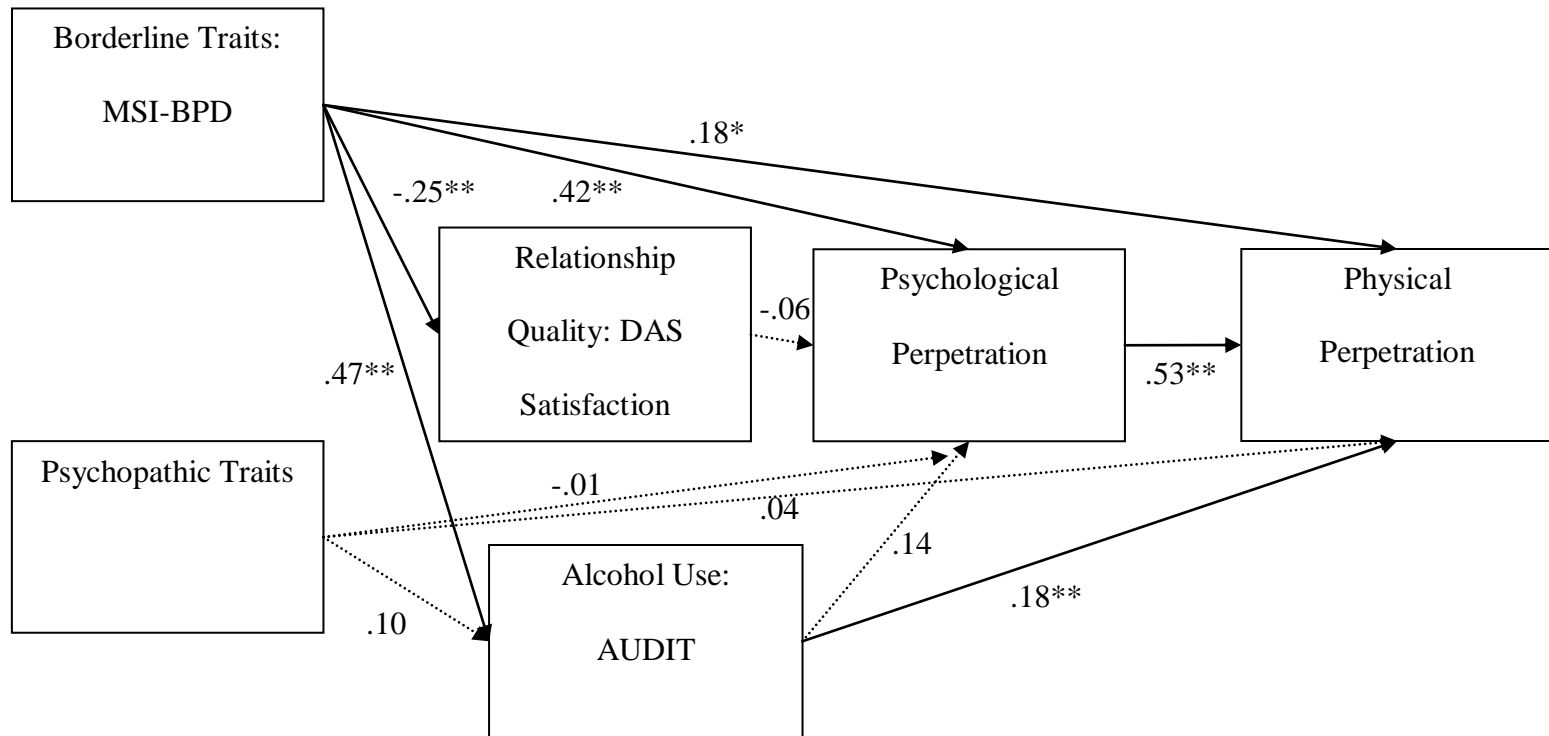 Borderline Traits:
MSI-BPD
.18*
-.25**
.42**
Relationship
Quality: DAS
Satisfaction
-.06
Psychological
Perpetration
.53**
Physical
Perpetration
.47**
Psychopathic Traits
-.01
.04
.14
.10
Alcohol Use:
AUDIT
.18**